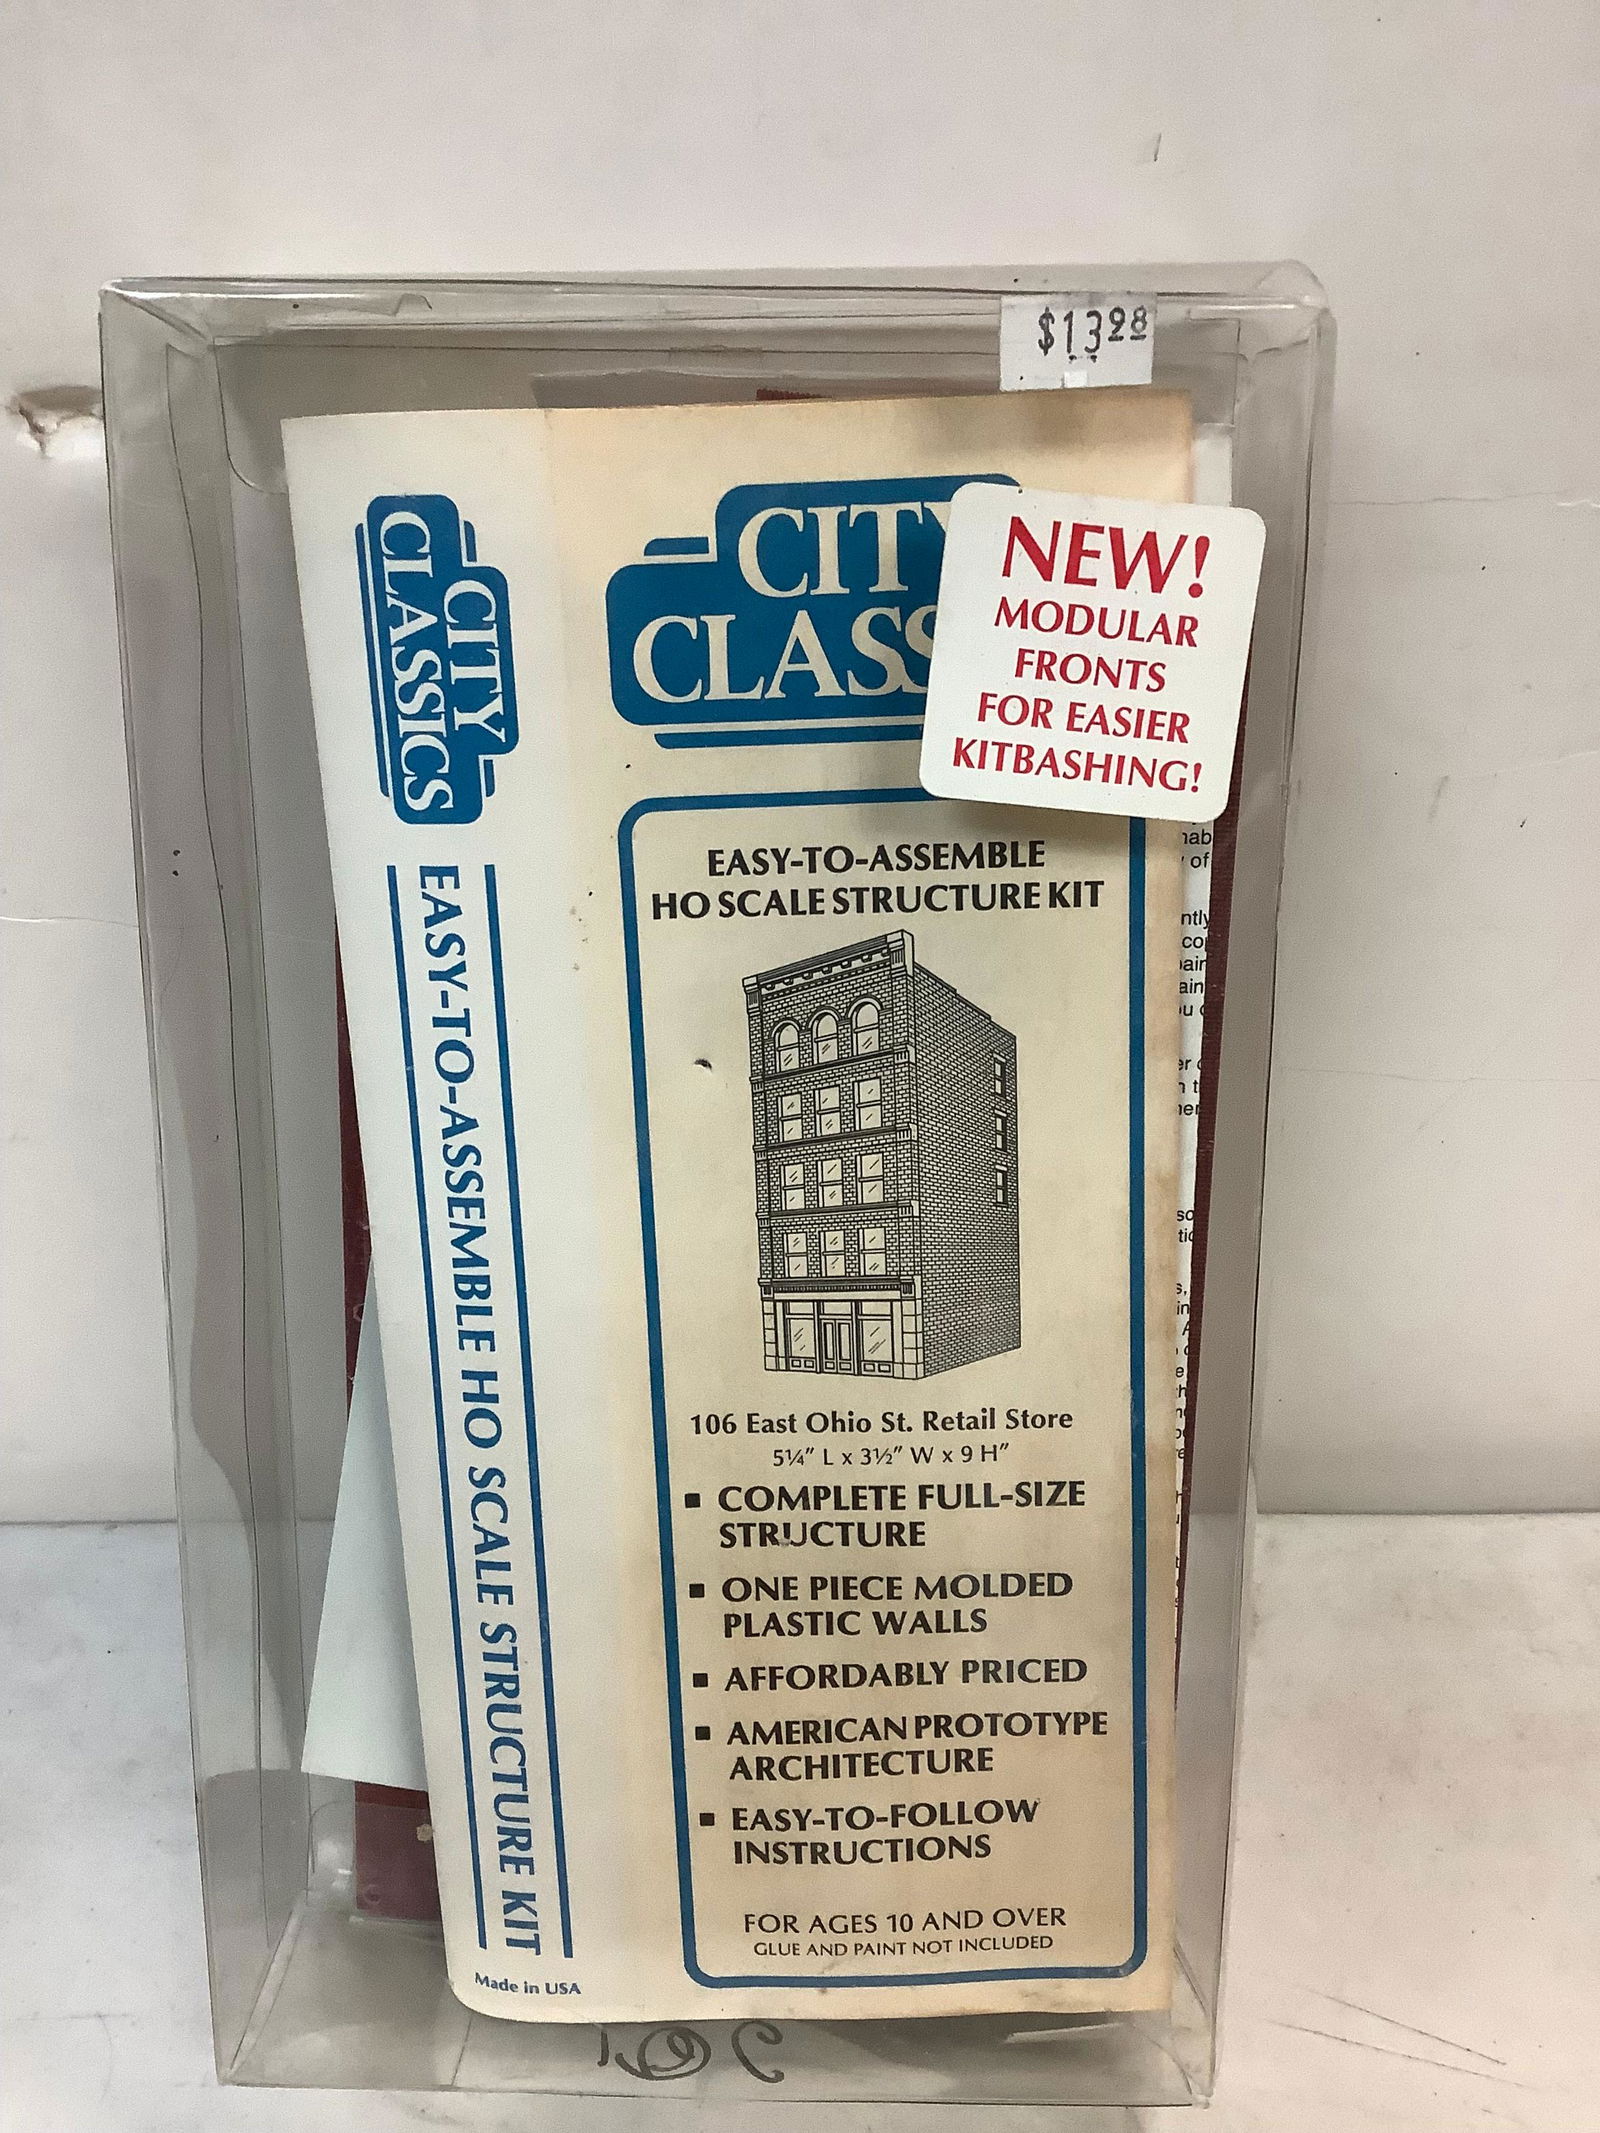 $13.98
CITY
CLASSICS
EASY-TO-ASSEMBLE HO SCALE STRUCTURE KIT
Made in USA
CITY
CLASS
NEW!
MODULAR
FRONTS
FOR EASIER
KITBASHING!
EASY-TO-ASSEMBLE
HO SCALE STRUCTURE KIT
106 East Ohio St. Retail Store
5¼" L x 3½" W x 9 H"
▪ COMPLETE FULL-SIZE
STRUCTURE
▪ ONE PIECE MOLDED
PLASTIC WALLS
▪ AFFORDABLY PRICED
▪ AMERICAN PROTOTYPE
ARCHITECTURE
▪ EASY-TO-FOLLOW
INSTRUCTIONS
FOR AGES 10 AND OVER
GLUE AND PAINT NOT INCLUDED